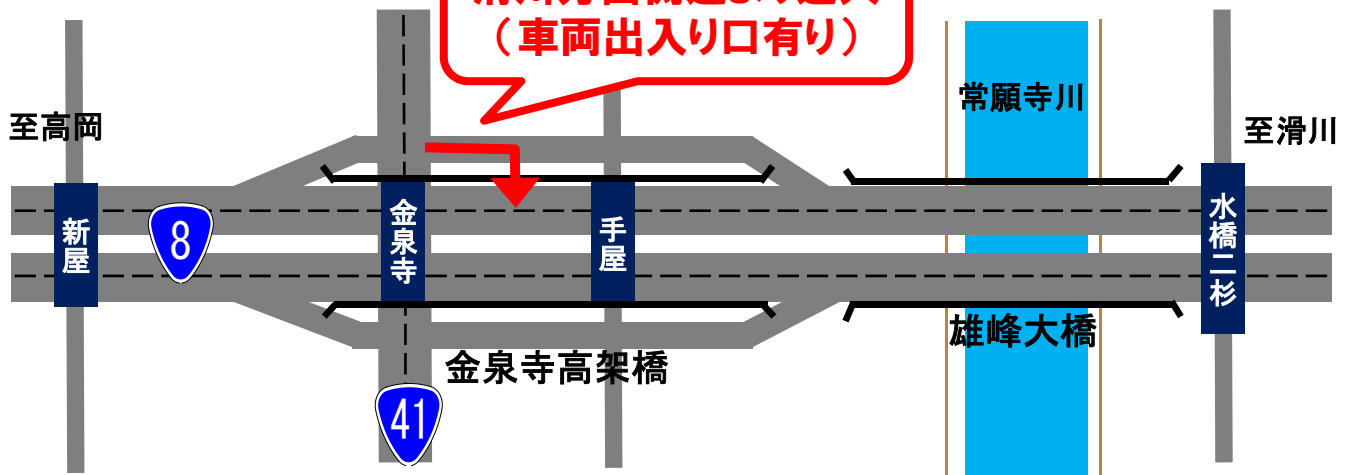 （車両出入り口有り）
常願寺川
至高岡
至滑川
新屋
8
金泉寺
手屋
水橋二杉
雄峰大橋
金泉寺高架橋
41